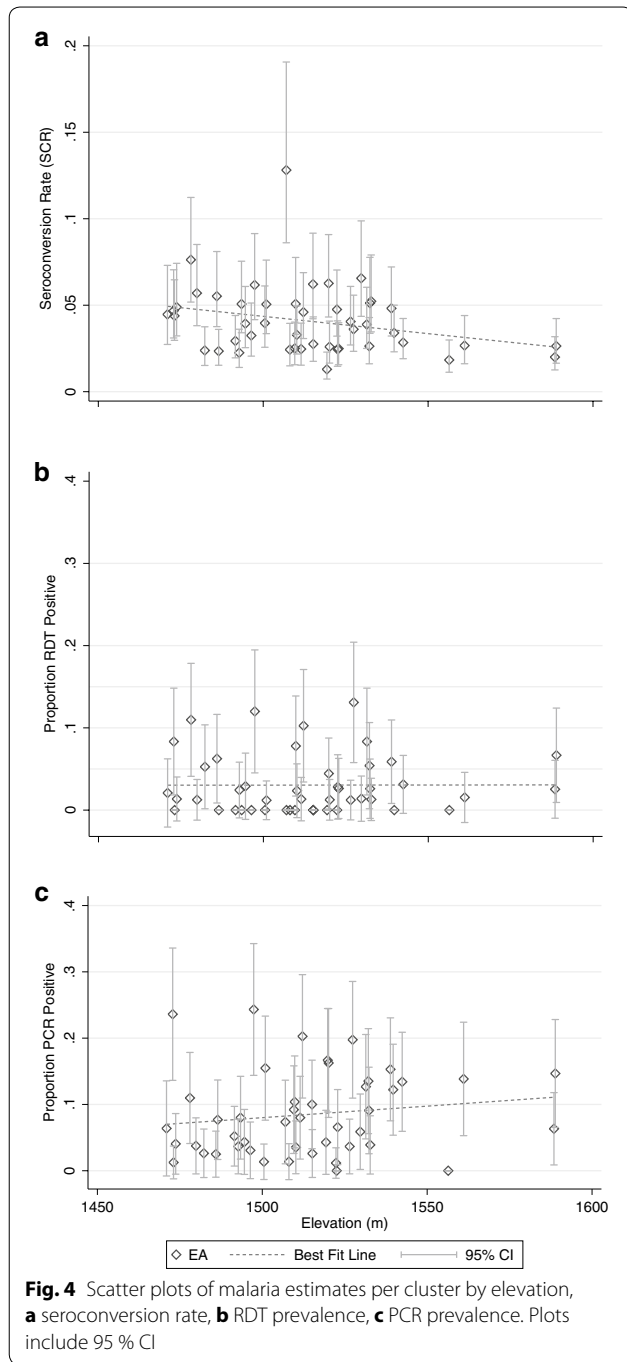 a
Seroconversion Rate (SCR)
.2
.15
.1
.05
0
b
Proportion RDT Positive
.4
.3
.2
.1
0
c
Proportion PCR Positive
.4
.3
.2
.1
0
1450 1500 1550 1600
Elevation (m)
EA Best Fit Line 95% CI
Fig. 4 Scatter plots of malaria estimates per cluster by elevation,
a seroconversion rate, b RDT prevalence, c PCR prevalence. Plots
include 95 % CI